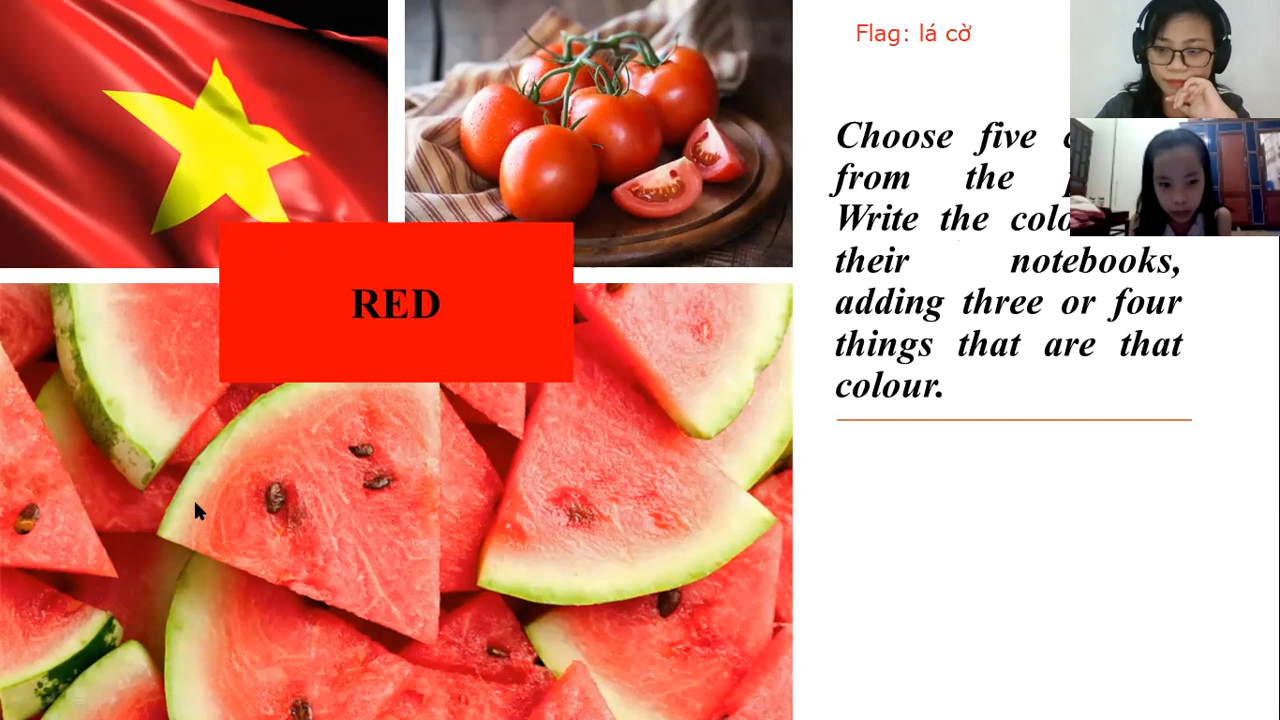 Flag: lá cờ
Choose five
from the
Write the
their notebooks,
adding three or four
things that are that
colour.
RED